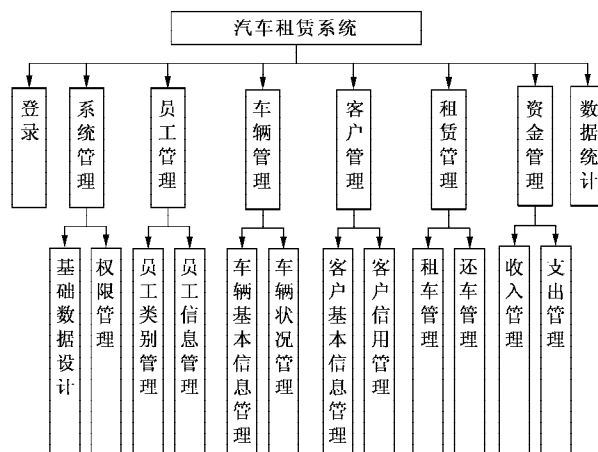 汽车租赁系统
登录
系统管理
员工管理
车辆管理
客户管理
租赁管理
资金管理
数据统计
基础数据设计
权限管理
员工类别管理
员工信息管理
车辆基本信息管理
车辆状况管理
客户基本信息管理
客户信用管理
租车管理
还车管理
收入管理
支出管理